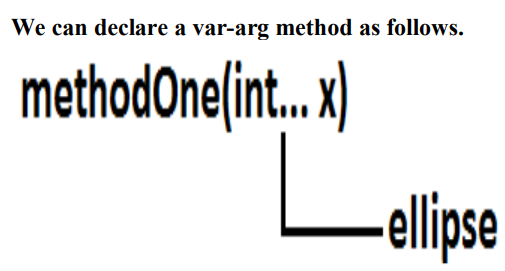 We can declare a var-arg method as follows.
methodOne(int... x)
ellipse